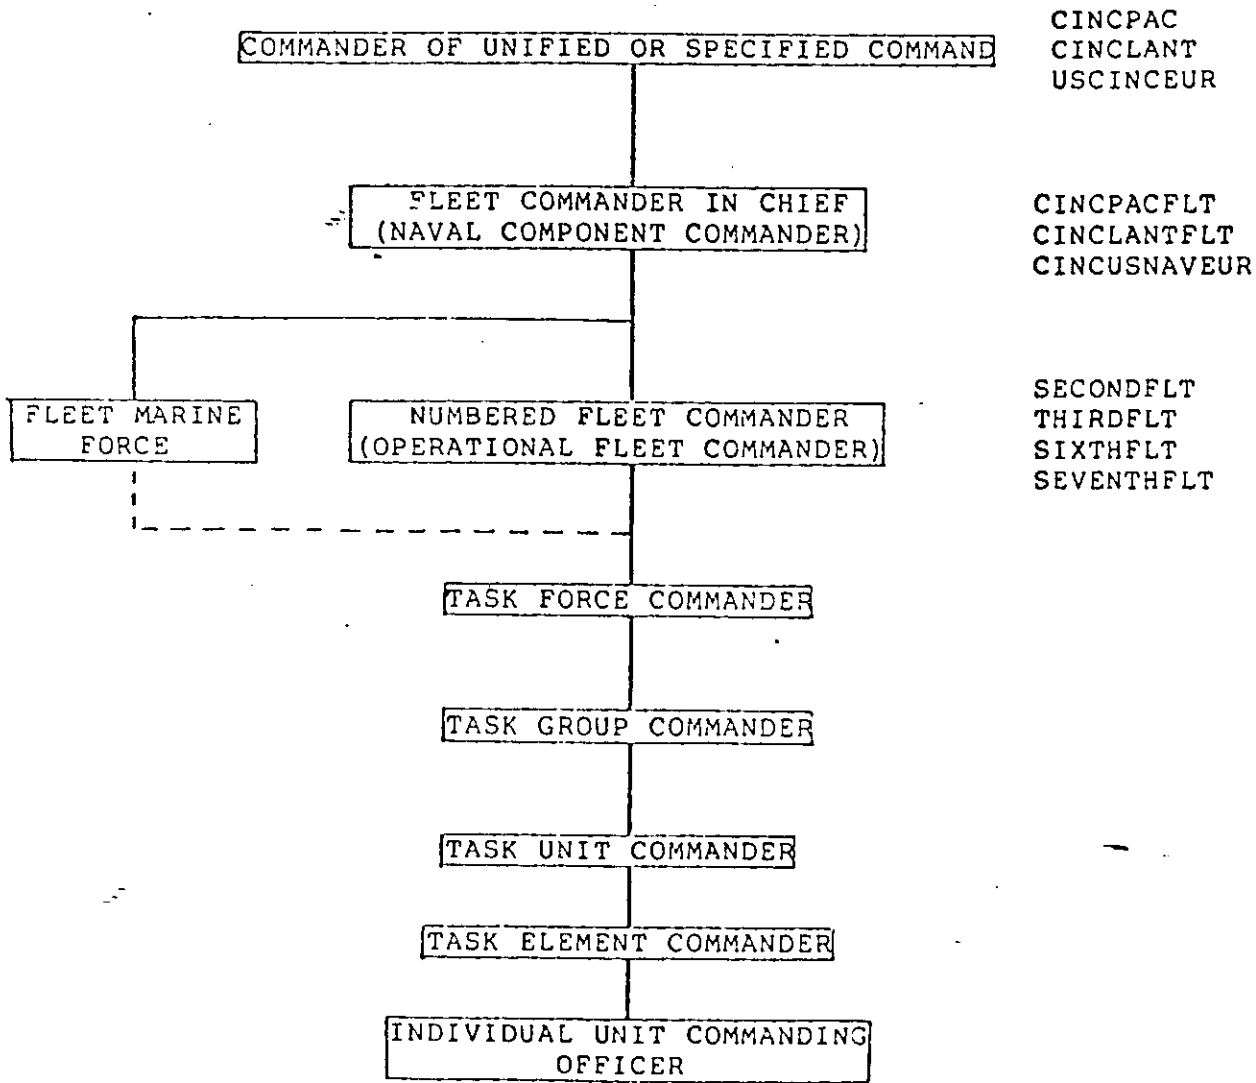 COMMANDER OF UNIFIED OR SPECIFIED COMMAND
CINCPAC
CINCLANT
USCINCEUR
FLEET COMMANDER IN CHIEF
(NAVAL COMPONENT COMMANDER)
CINCPACFLT
CINCLANTFLT
CINCUSNAVEUR
FLEET MARINE
FORCE
NUMBERED FLEET COMMANDER
(OPERATIONAL FLEET COMMANDER)
SECONDFLT
THIRDFLT
SIXTHFLT
SEVENTHFLT
TASK FORCE COMMANDER
TASK GROUP COMMANDER
TASK UNIT COMMANDER
TASK ELEMENT COMMANDER
INDIVIDUAL UNIT COMMANDING
OFFICER